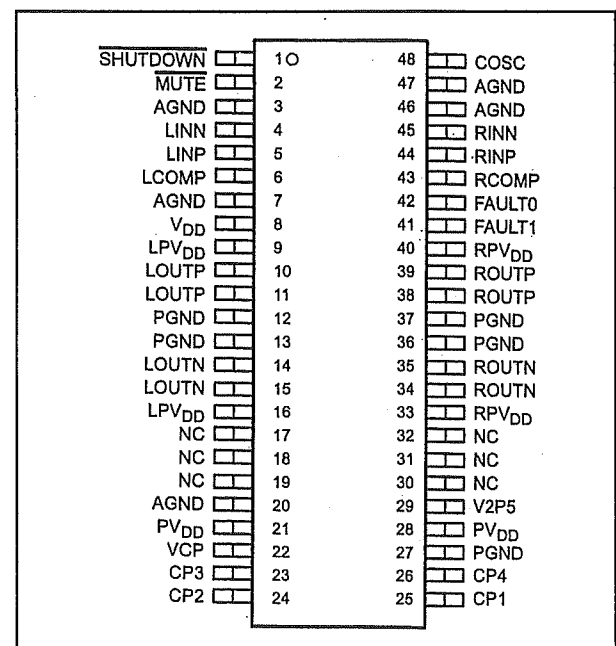 SHUTDOWN 1 48 COSC
MUTE 2 47 AGND
AGND 3 46 AGND
LINN 4 45 RINN
LINP 5 44 RINP
LCOMP 6 43 RCOMP
AGND 7 42 FAULT0
VDD 8 41 FAULT1
LPVDD 9 40 RPVDD
LOUTP 10 39 ROUTP
LOUTP 11 38 ROUTP
PGND 12 37 PGND
PGND 13 36 PGND
LOUTN 14 35 ROUTN
LOUTN 15 34 ROUTN
LPVDD 16 33 RPVDD
NC 17 32 NC
NC 18 31 NC
NC 19 30 NC
AGND 20 29 V2P5
PVDD 21 28 PVDD
VCP 22 27 PGND
CP3 23 26 CP4
CP2 24 25 CP1